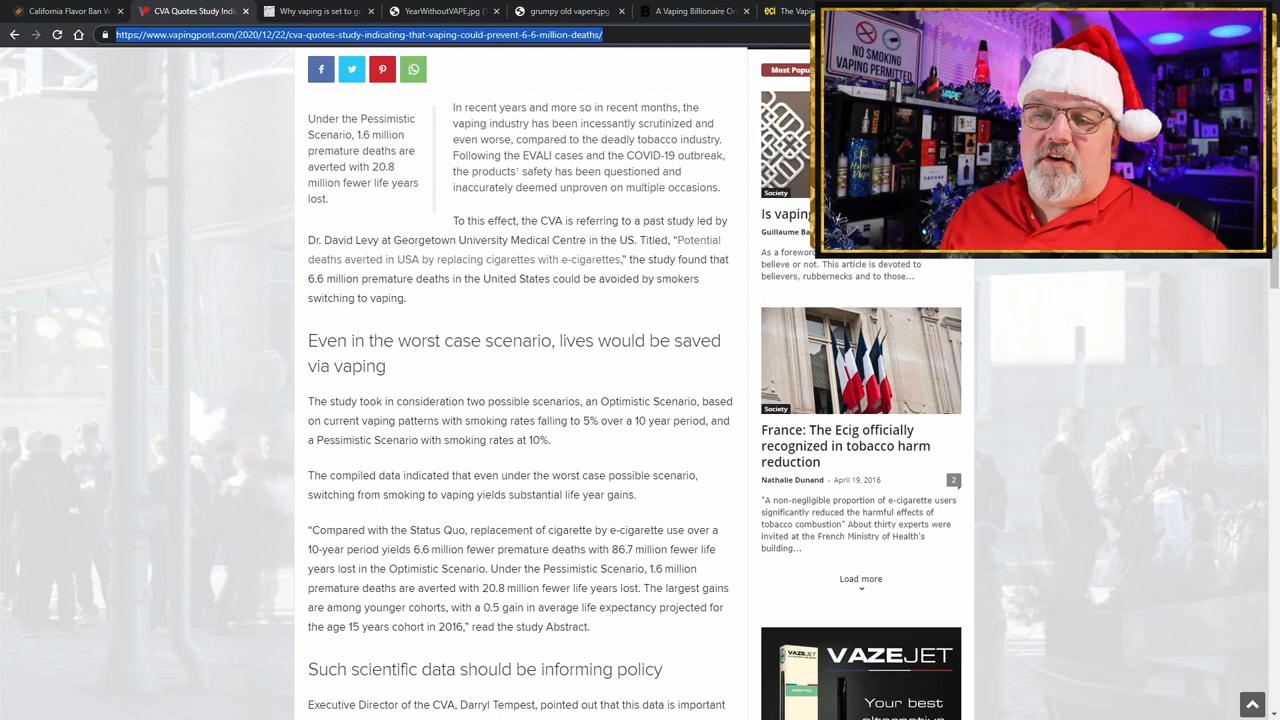 California Fi
CVA Quotes a Study Ind
A Vaping Billionaire C
The Vaping
https://www.vapingpost.com/2020/12/22/cva-quotes-a-study-indicating-that-vaping-could-prevent-6-6-million-deaths/
Under the Pessimistic
Scenario, 1.6 million
premature deaths are
averted with 20.8
million fewer life years
lost.
In recent years and more so in recent months, the
vaping industry has been incessantly scrutinized and
even worse, compared to the deadly tobacco industry.
Following the EVALI cases and the COVID-19 outbreak,
the products' safety has been questioned and
inaccurately deemed unproven on multiple occasions.
To this effect, the CVA is referring to a past study led by
Dr. David Levy at Georgetown University Medical Centre in the US. Titled, “Potential
deaths averted in USA by replacing cigarettes with e-cigarettes,” the study found that
6.6 million premature deaths in the United States could be avoided by smokers
switching to vaping.
Even in the worst case scenario, lives would be saved
via vaping
The study took in consideration two possible scenarios, an Optimistic Scenario, based
on current vaping patterns with smoking rates falling to 5% over a 10 year period, and
a Pessimistic Scenario with smoking rates at 10%.
The compiled data indicated that even under the worst case possible scenario,
switching from smoking to vaping yields substantial life year gains.
“Compared with the Status Quo, replacement of cigarette by e-cigarette use over a
10-year period yields 6.6 million fewer premature deaths with 86.7 million fewer life
years lost in the Optimistic Scenario. Under the Pessimistic Scenario, 1.6 million
premature deaths are averted with 20.8 million fewer life years lost. The largest gains
are among younger cohorts, with a 0.5 gain in average life expectancy projected for
the age 15 years cohort in 2016,” read the study Abstract.
Such scientific data should be informing policy
Executive Director of the CVA, Darryl Tempest, pointed out that this data is important
Most Popu
Society
Is vaping
Guillaume Ba
As a forewor
believe or not. This article is devoted to
believers, rubbernecks and to those...
Society
France: The Ecig officially
recognized in tobacco harm
reduction
Nathalie Dunand - April 19, 2016
2
"A non-negligible proportion of e-cigarette users
significantly reduced the harmful effects of
tobacco combustion" About thirty experts were
invited at the French Ministry of Health's
building...
Load more
VAZEJET
VAZEJET
Your best
alternative
NO SMOKING
VAPING PERMITTED
VAPE